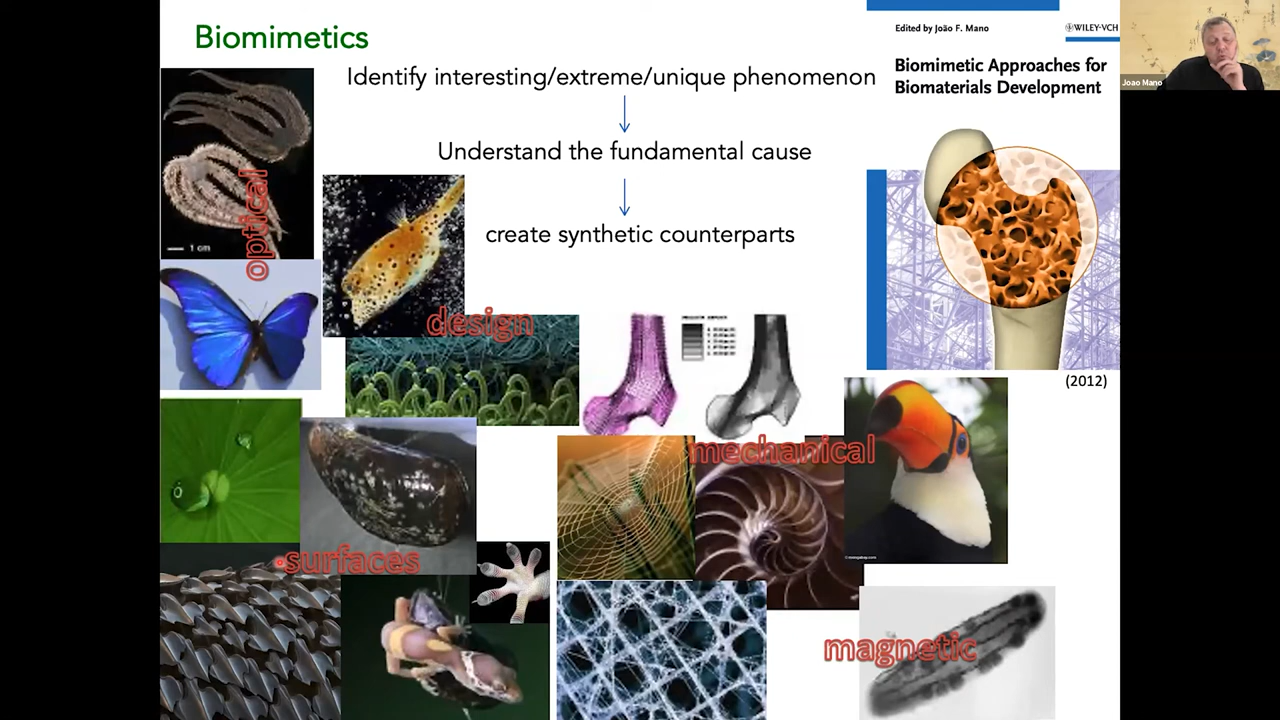 Biomimetics
Identify interesting/extreme/unique phenomenon
Understand the fundamental cause
create synthetic counterparts
Edited by João F. Mano
WILEY-VCH
Biomimetic Approaches for
Biomaterials Development
(2012)
Joao Mano
optical
1 cm
design
mechanical
surfaces
magnetic